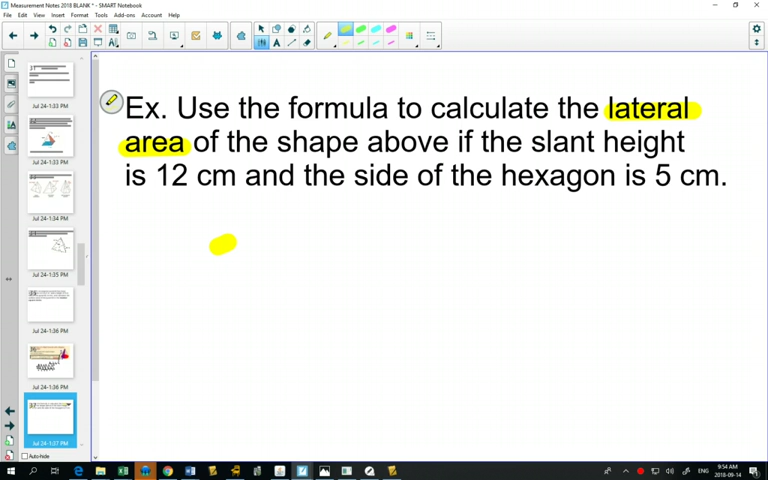 Measurement Notes 2018 BLANK * - SMART Notebook
File Edit Insert Format Tools Add-ons Account Help
Jul 24-1:33 PM
Jul 24-1:33 PM
Jul 24-1:34 PM
Jul 24-1:35 PM
Jul 24-1:36 PM
Jul 24-1:36 PM
Jul 24-1:37 PM
Auto-hide
Ex. Use the formula to calculate the lateral
area of the shape above if the slant height
is 12 cm and the side of the hexagon is 5 cm.
ENG
9:54 AM
2018-09-14